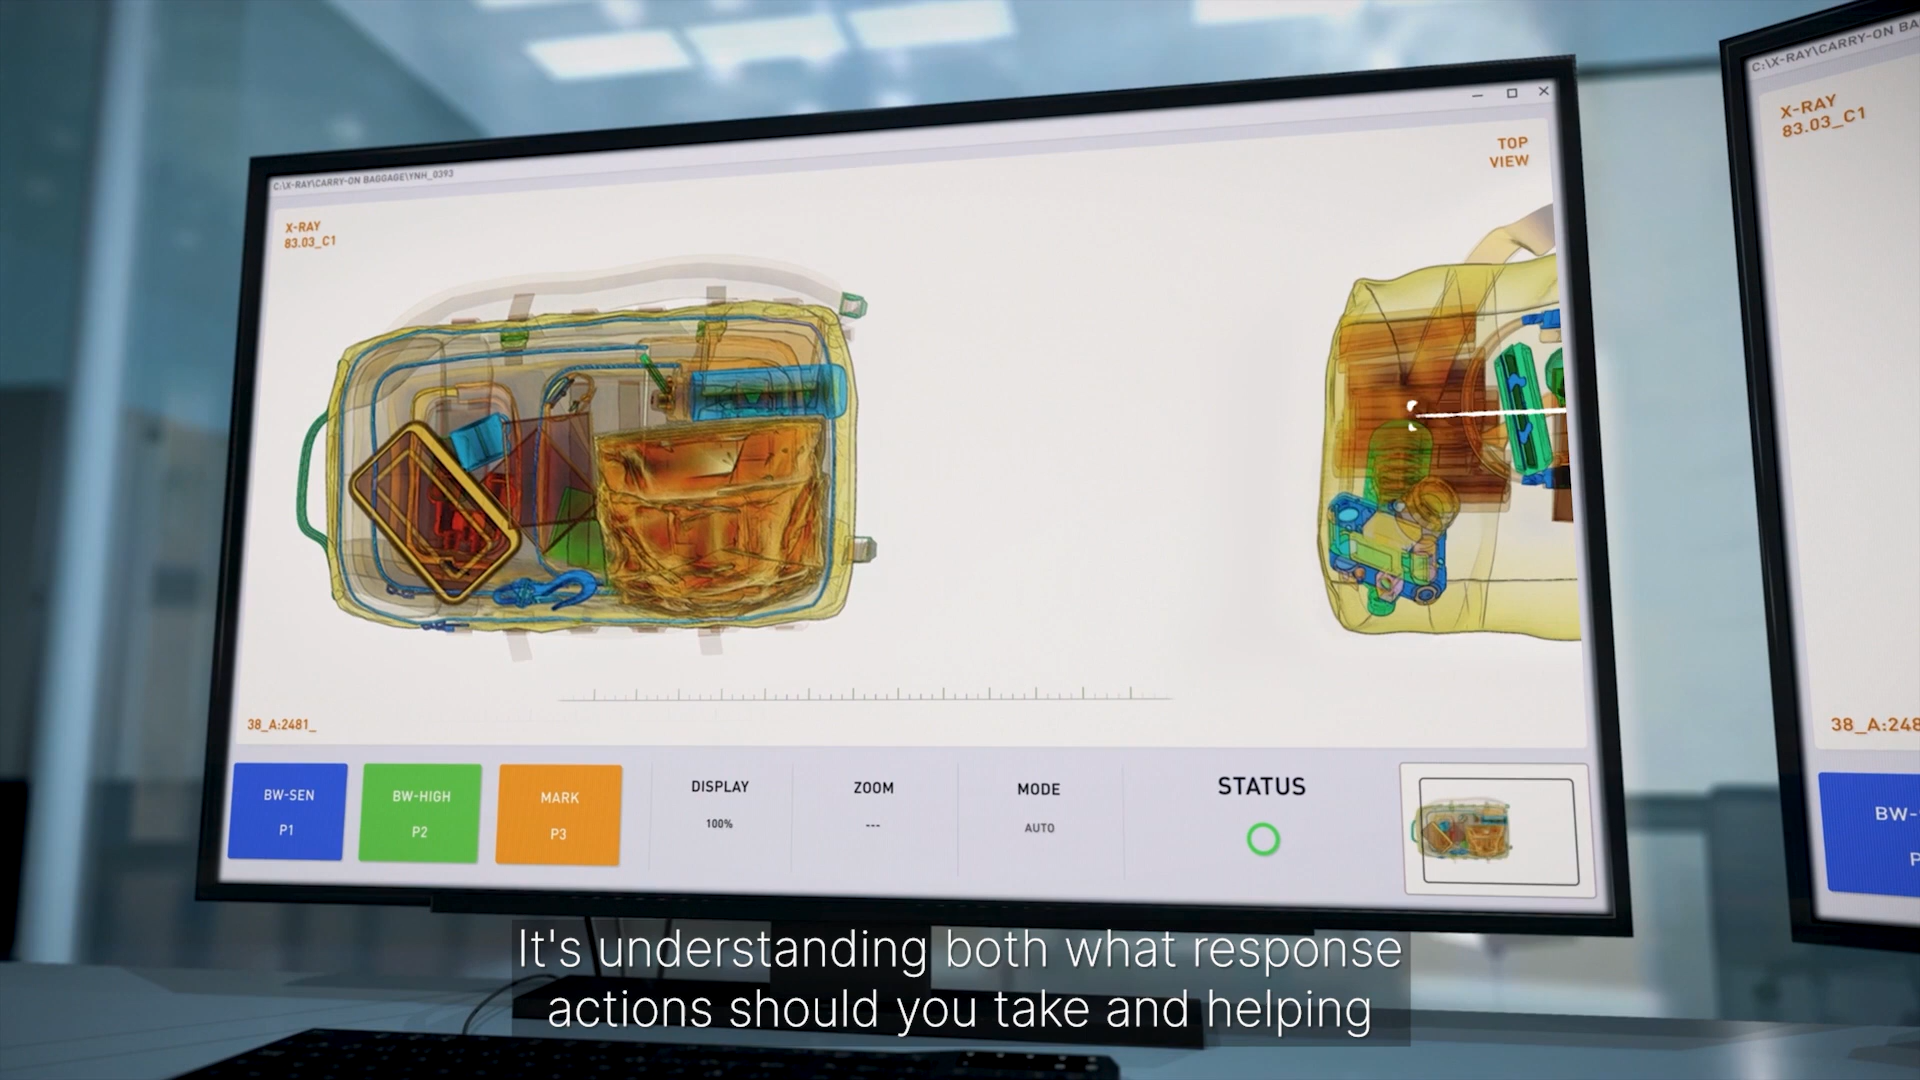 C:\X-RAY\CARRY-ON BAGGAGE\YNH_0393
X-RAY
83.03_C1
TOP
VIEW
38_A:2481_
BW-SEN
P1
BW-HIGH
P2
MARK
P3
DISPLAY
100%
ZOOM
---
MODE
AUTO
STATUS
C:\X-RAY\CARRY-ON BA
X-RAY
83.03_C1
38_A:248
BW-
P
It's understanding both what response
actions should you take and helping